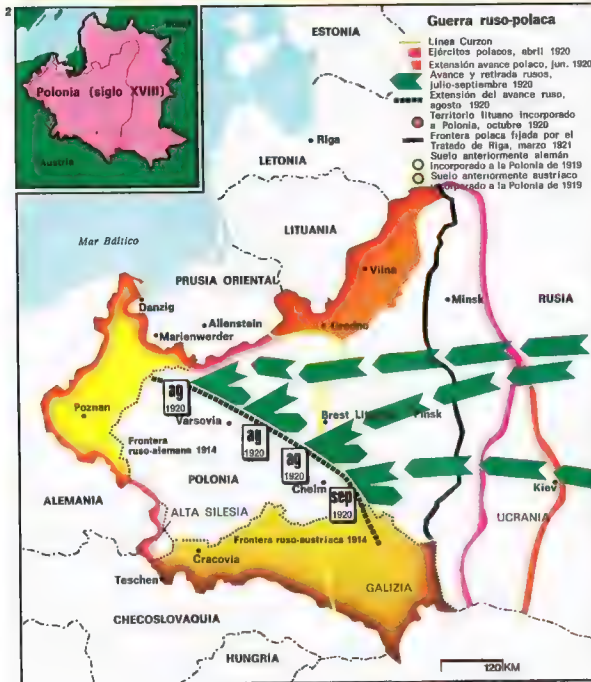 2
Rusia
Polonia (siglo XVIII)
Austria
Guerra ruso-polaca
Línea Curzon
Ejércitos polacos, abril 1920
Extensión avance polaco, jun. 1920
Avance y retirada rusos,
julio-septiembre 1920
Extensión del avance ruso,
agosto 1920
Territorio lituano incorporado
a Polonia, octubre 1920
Frontera polaca fijada por el
Tratado de Riga, marzo 1821
Suelo anteriormente alemán
incorporado a la Polonia de 1919
Suelo anteriormente austríaco
incorporado a la Polonia de 1919
ESTONIA
Riga
LETONIA
Mar Báltico
LITUANIA
Vilna
PRUSIA ORIENTAL
Minsk
RUSIA
Danzig
Allenstein
Marienwerder
Grodno
Poznan
ag
1920
Varsovia
ag
1920
Brest
Pinsk
Frontera
ruso-alemana 1914
ag
1920
POLONIA
Chelm
sep
1920
Kiev
ALEMANIA
ALTA SILESIA
UCRANIA
Frontera ruso-austríaca 1914
Cracovia
Teschen
GALIZIA
CHECOSLOVAQUIA
HUNGRÍA
120 KM